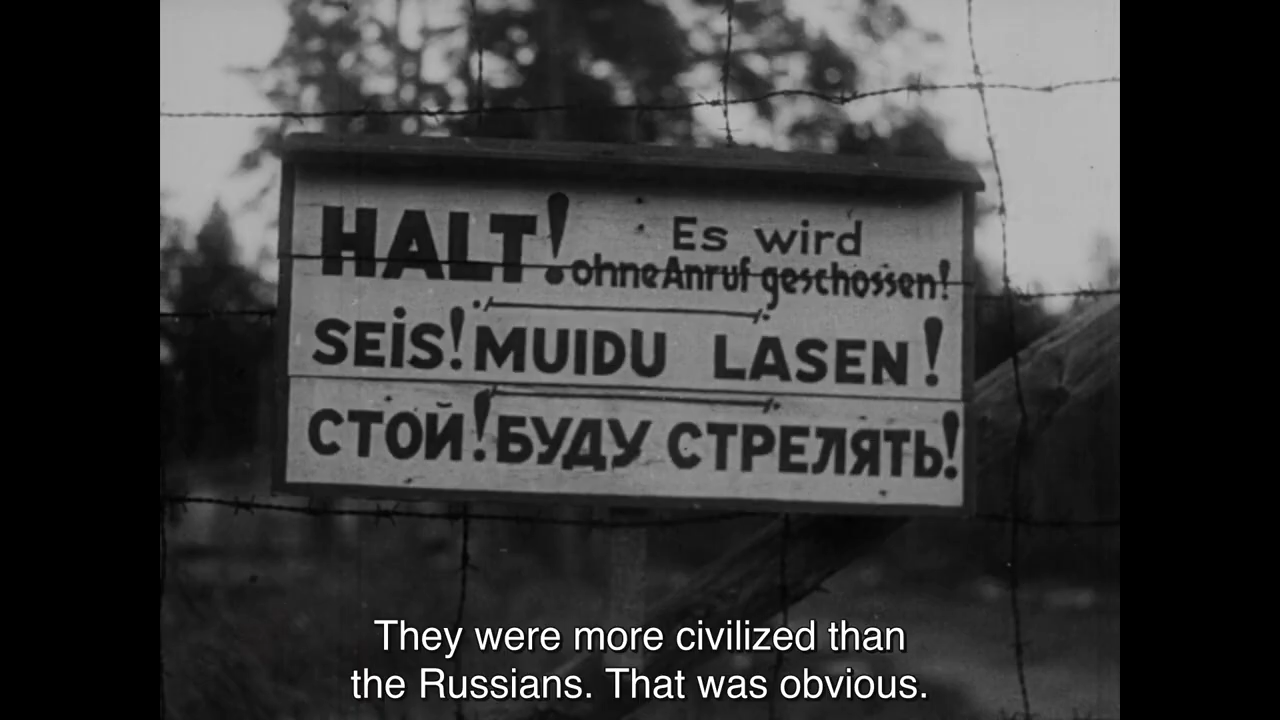 HALT! Es wird
ohne Anruf geschossen!
SEIS! MUIDU LASEN!
СТОЙ! БУДУ СТРЕЛЯТЬ!
They were more civilized than
the Russians. That was obvious.